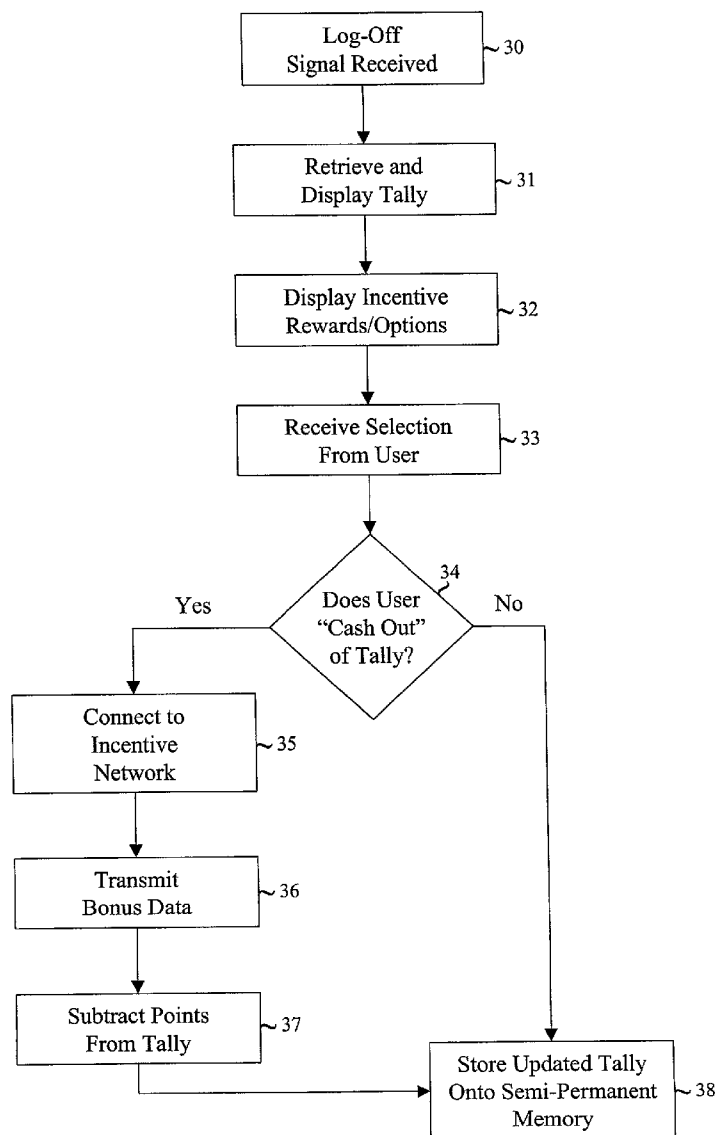 Log-Off
Signal Received
30
Retrieve and
Display Tally
31
Display Incentive
Rewards/Options
32
Receive Selection
From User
33
34
Yes
No
Does User
“Cash Out”
of Tally?
Connect to
Incentive
Network
35
Transmit
Bonus Data
36
Subtract Points
From Tally
37
Store Updated Tally
Onto Semi-Permanent
Memory
38